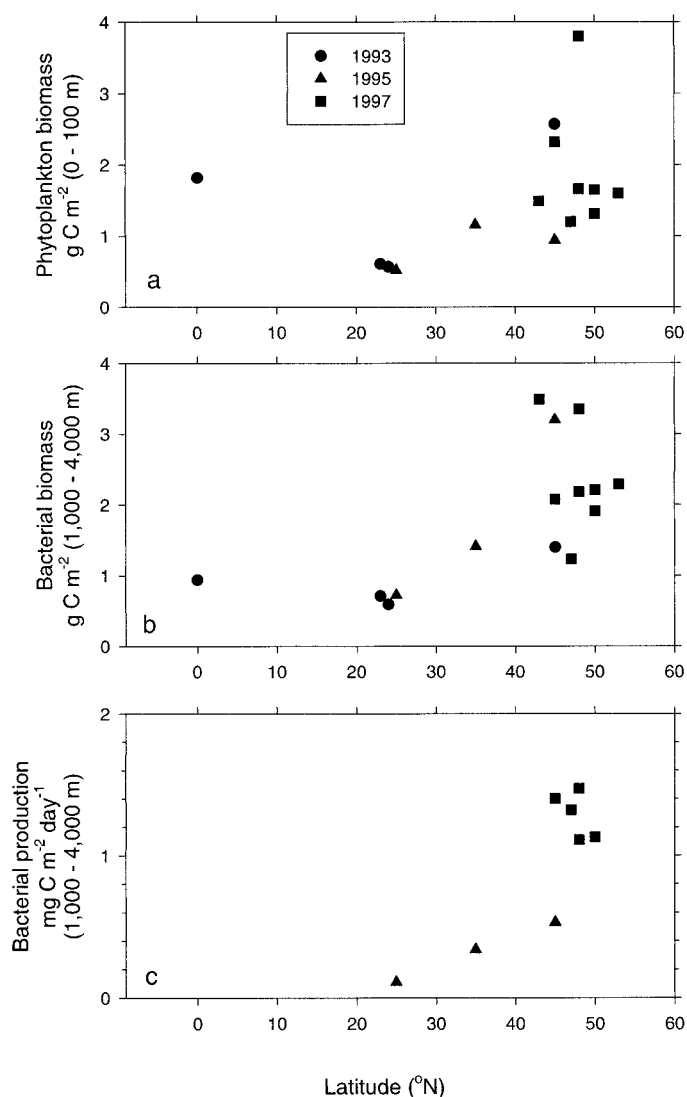 4
3
2
1
0
Phytoplankton biomass
g C m⁻² (0 - 100 m)
1993
1995
1997
a
0 10 20 30 40 50 60
4
3
2
1
0
Bacterial biomass
g C m⁻² (1,000 - 4,000 m)
b
0 10 20 30 40 50 60
2
1
0
Bacterial production
mg C m⁻² day⁻¹
(1,000 - 4,000 m)
c
0 10 20 30 40 50 60
Latitude (°N)